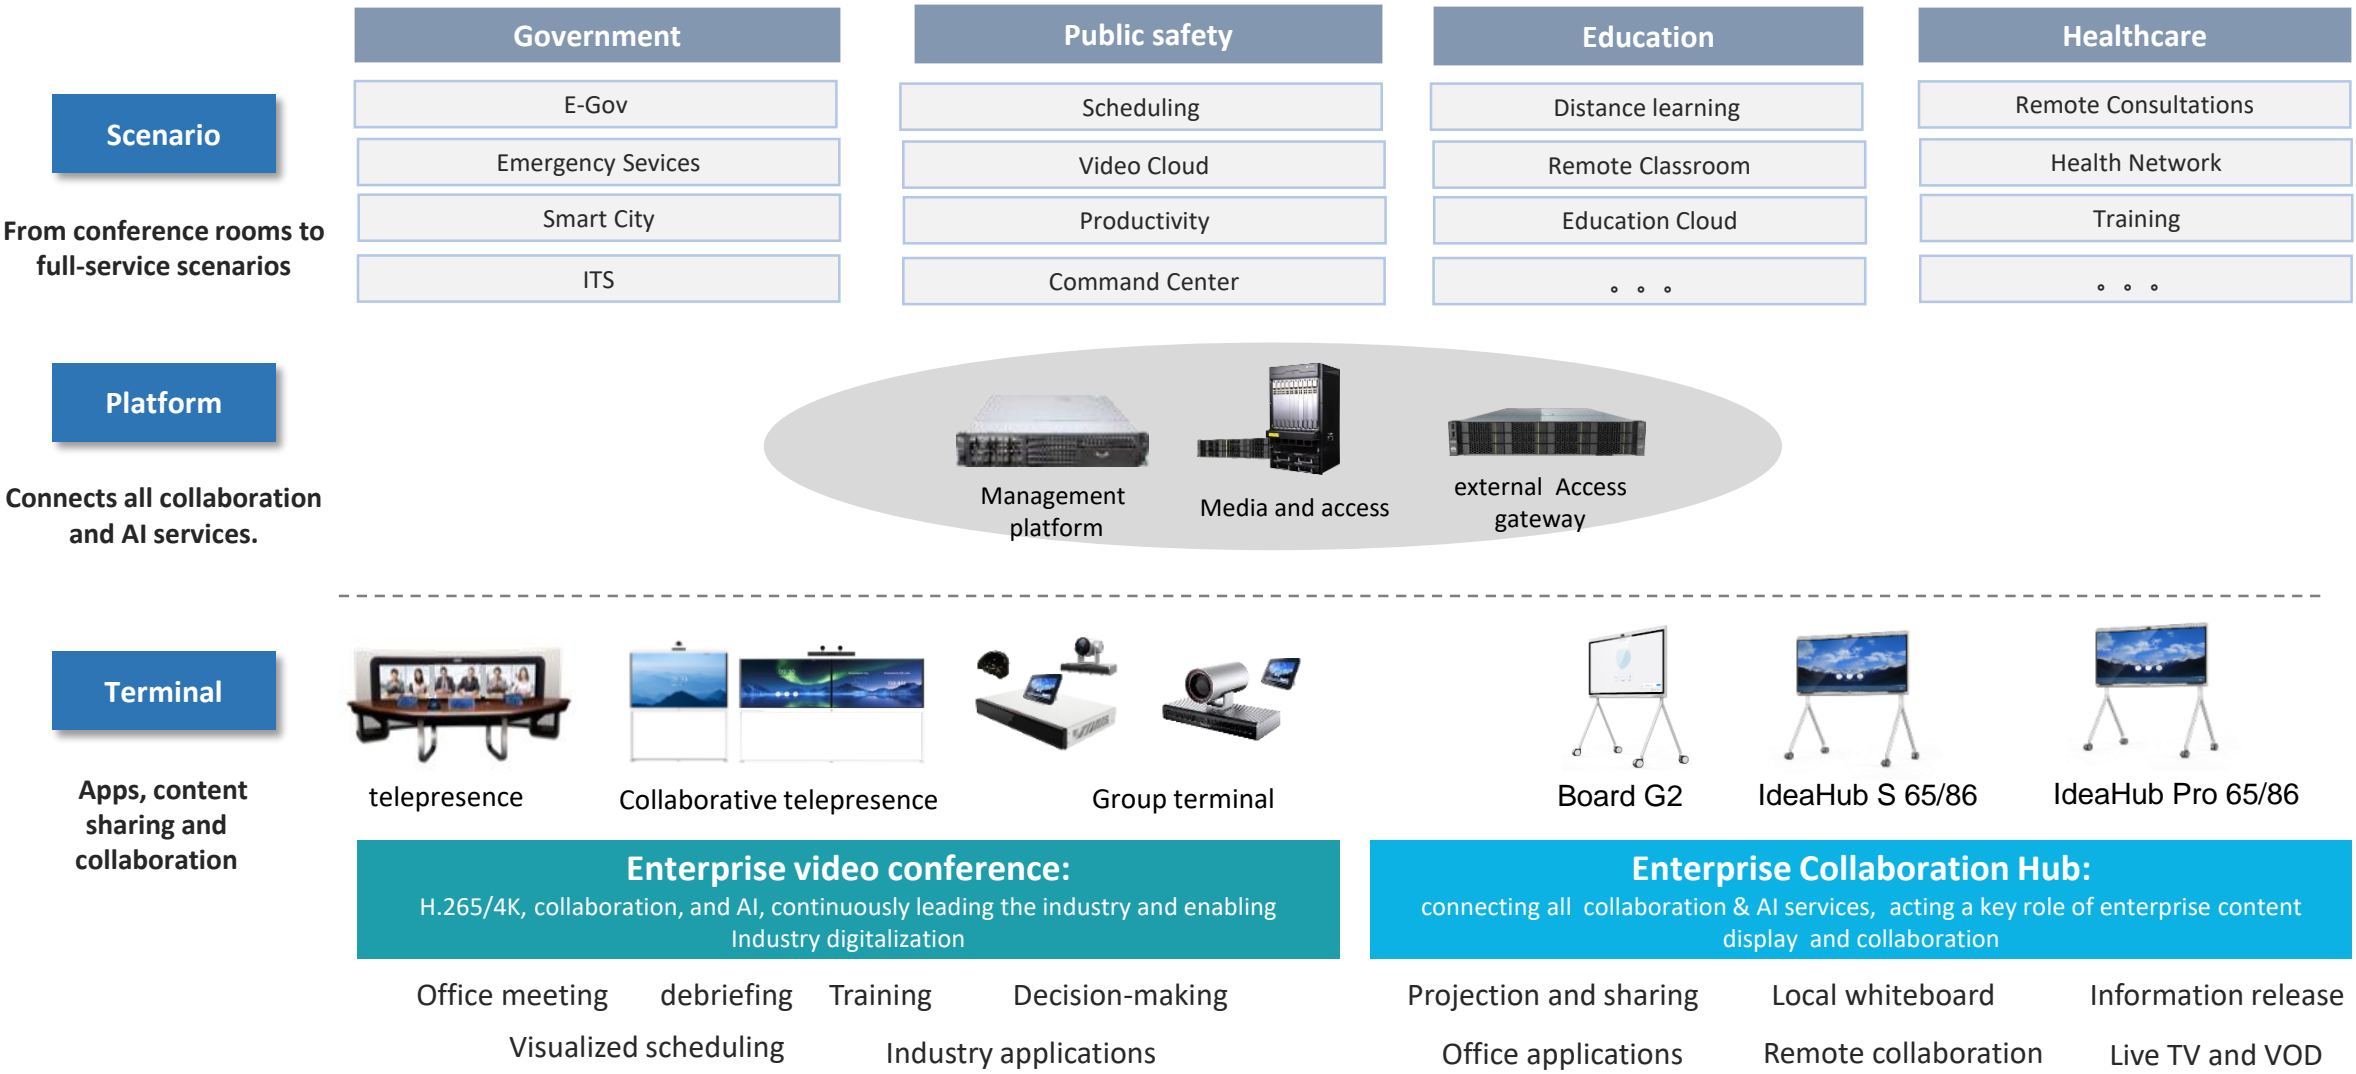 Government
Public safety
Education
Healthcare
Scenario
From conference rooms to
full-service scenarios
E-Gov
Scheduling
Distance learning
Remote Consultations
Emergency Sevices
Video Cloud
Remote Classroom
Health Network
Smart City
Productivity
Education Cloud
Training
ITS
Command Center
。。。
。。。
Platform
Connects all collaboration
and AI services.
Management
platform
Media and access
external Access
gateway
Terminal
Apps, content
sharing and
collaboration
telepresence
Collaborative telepresence
Group terminal
Board G2
IdeaHub S 65/86
IdeaHub Pro 65/86
Enterprise video conference:
H.265/4K, collaboration, and AI, continuously leading the industry and enabling
Industry digitalization
Enterprise Collaboration Hub:
connecting all collaboration & AI services, acting a key role of enterprise content
display and collaboration
Office meeting
debriefing
Training
Decision-making
Visualized scheduling
Industry applications
Projection and sharing
Local whiteboard
Information release
Office applications
Remote collaboration
Live TV and VOD